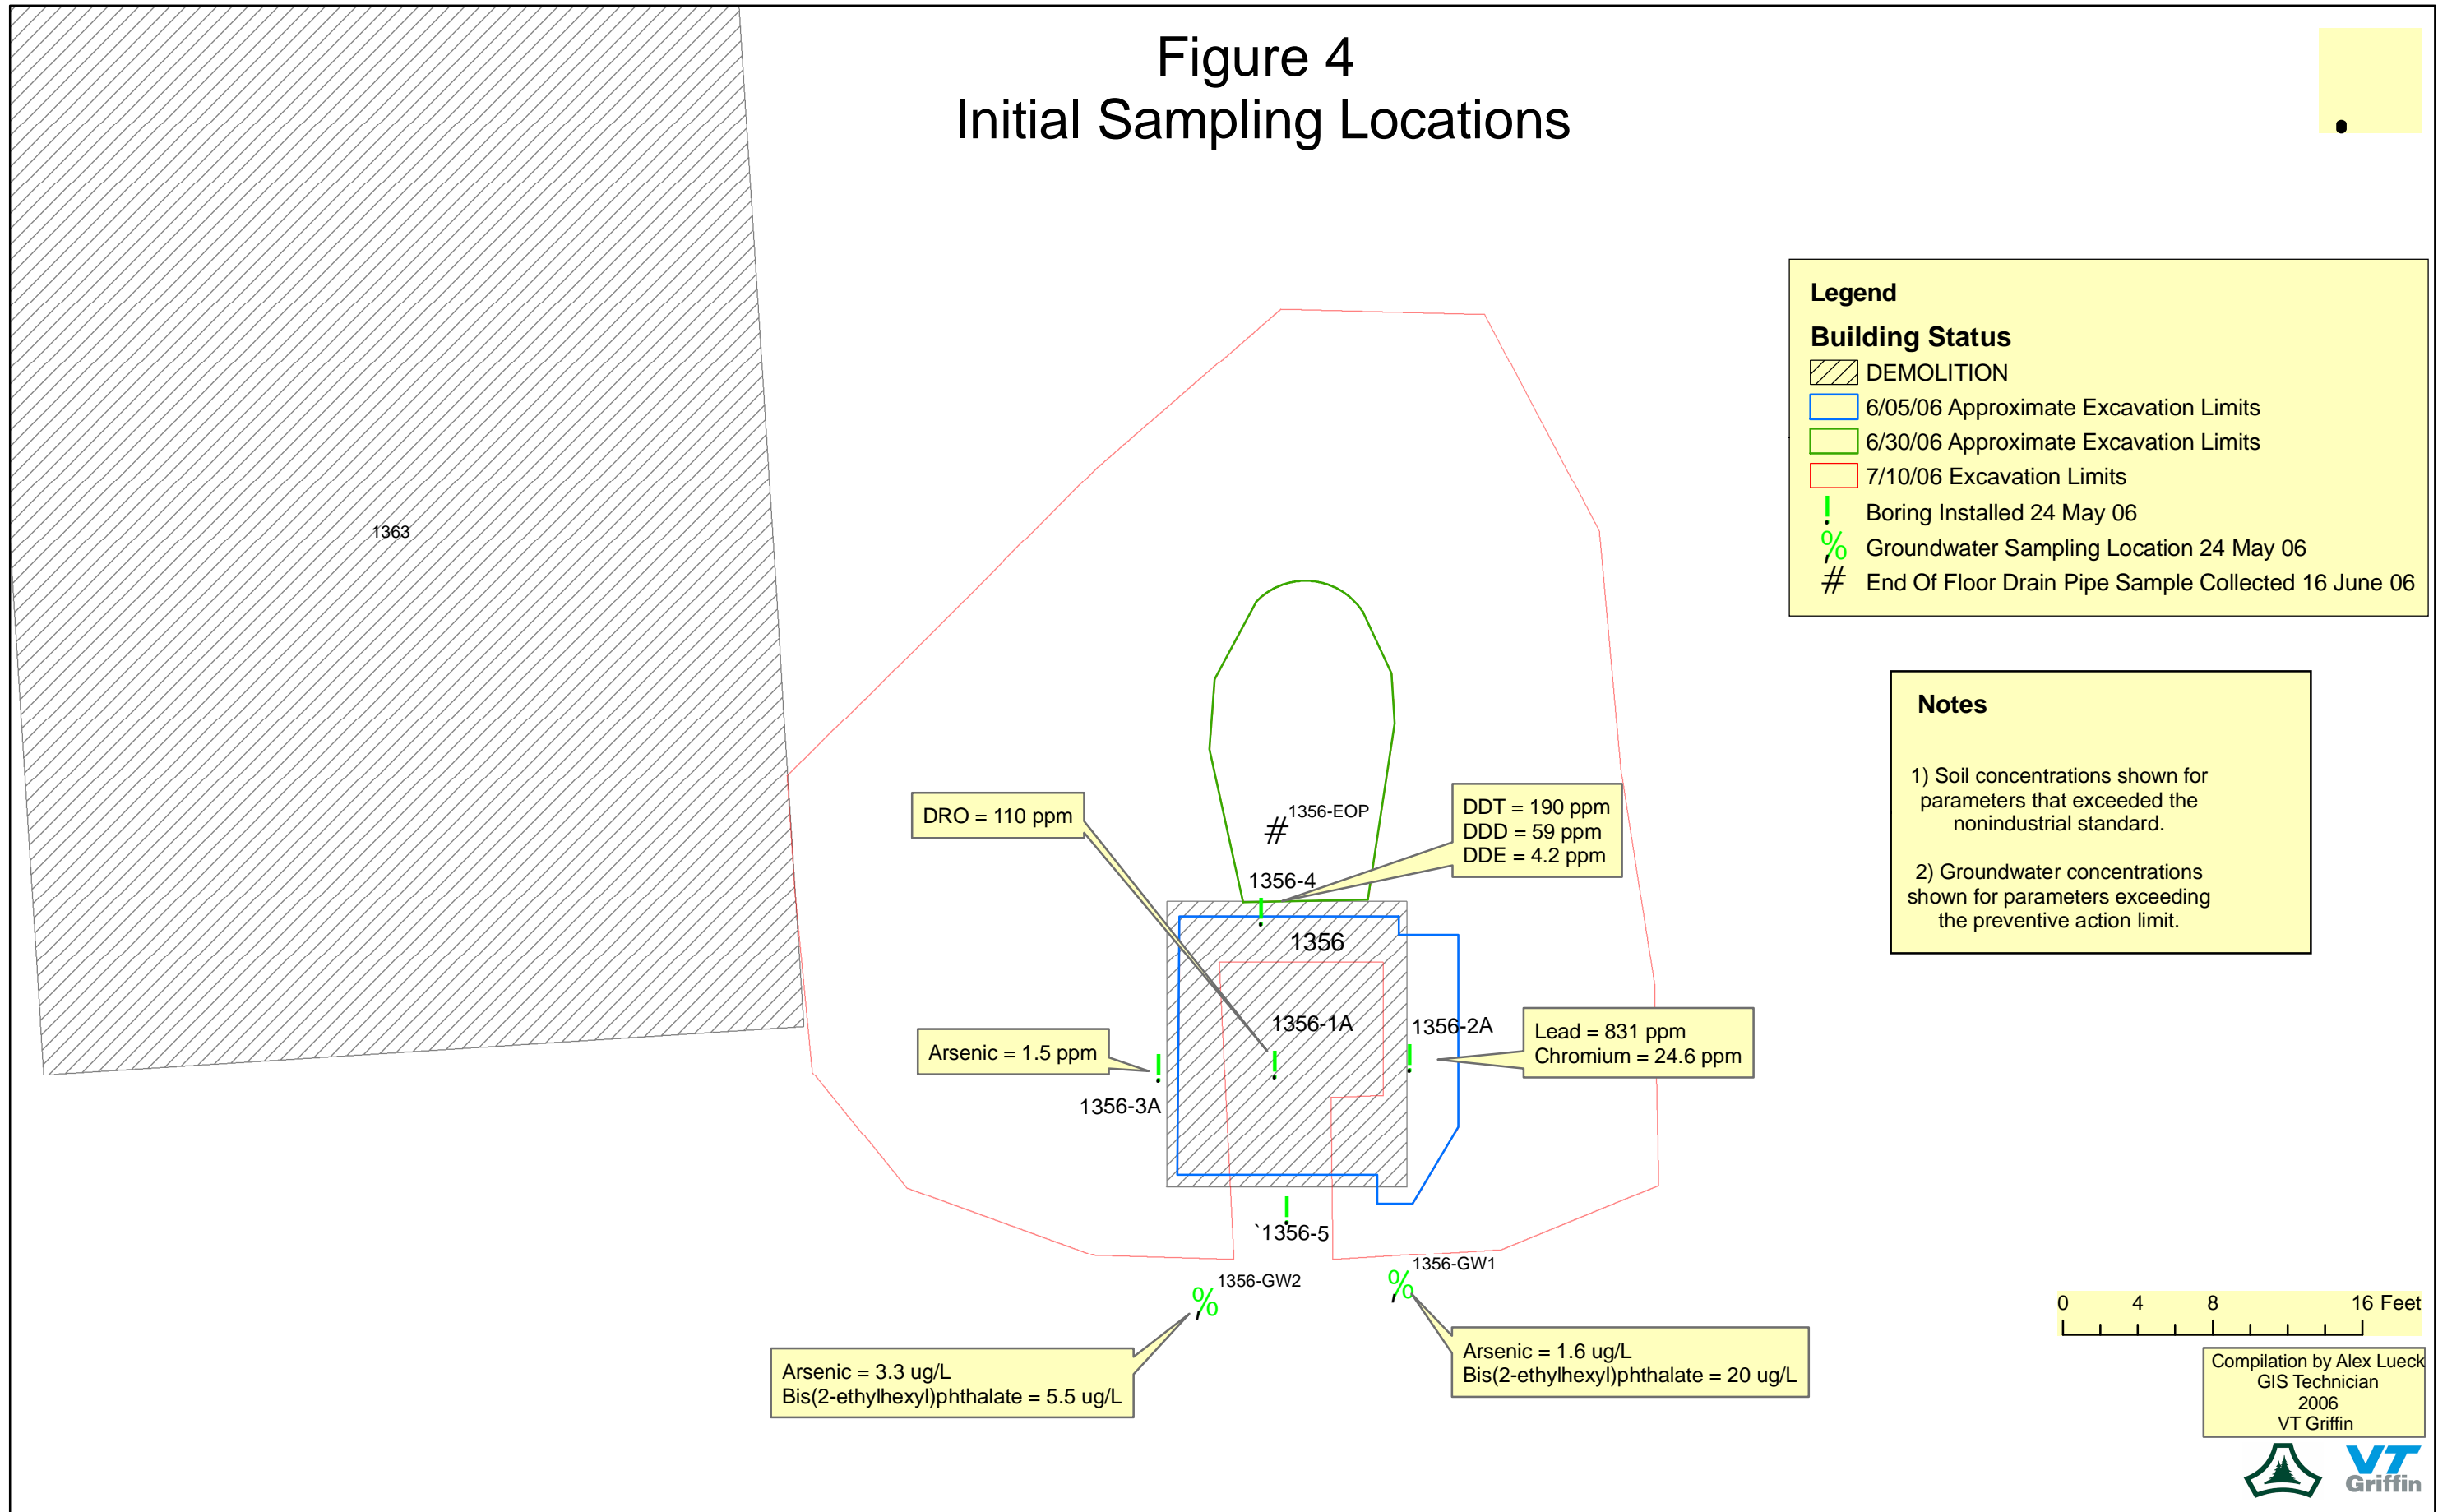 Figure 4
Initial Sampling Locations
Legend
Building Status
DEMOLITION
6/05/06 Approximate Excavation Limits
6/30/06 Approximate Excavation Limits
7/10/06 Excavation Limits
! Boring Installed 24 May 06
% Groundwater Sampling Location 24 May 06
# End Of Floor Drain Pipe Sample Collected 16 June 06
1363
Notes
1) Soil concentrations shown for
parameters that exceeded the
nonindustrial standard.
2) Groundwater concentrations
shown for parameters exceeding
the preventive action limit.
DRO = 110 ppm
# 1356-EOP
DDT = 190 ppm
DDD = 59 ppm
DDE = 4.2 ppm
1356-4
!
1356
1356-1A
!
1356-2A
!
Lead = 831 ppm
Chromium = 24.6 ppm
Arsenic = 1.5 ppm
!
1356-3A
!
`1356-5
% 1356-GW2
% 1356-GW1
Arsenic = 3.3 ug/L
Bis(2-ethylhexyl)phthalate = 5.5 ug/L
Arsenic = 1.6 ug/L
Bis(2-ethylhexyl)phthalate = 20 ug/L
0 4 8 16 Feet
Compilation by Alex Lueck
GIS Technician
2006
VT Griffin
VT
Griffin